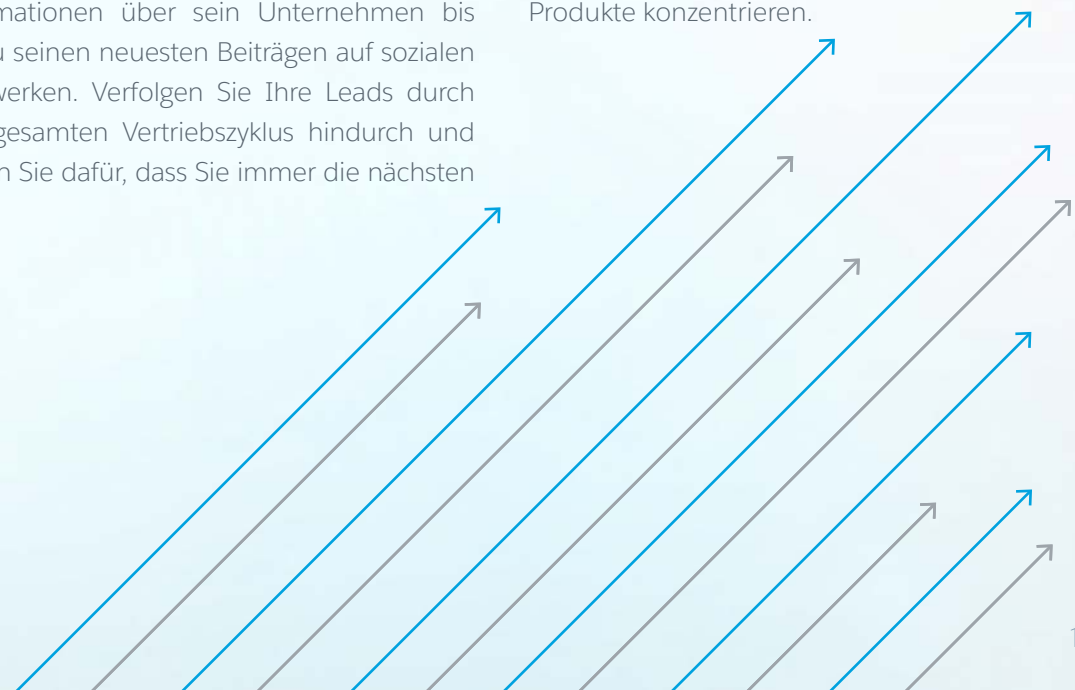 mationen über sein Unternehmen bis
u seinen neuesten Beiträgen auf sozialen
werken. Verfolgen Sie Ihre Leads durch
gesamten Vertriebszyklus hindurch und
n Sie dafür, dass Sie immer die nächsten
Produkte konzentrieren.